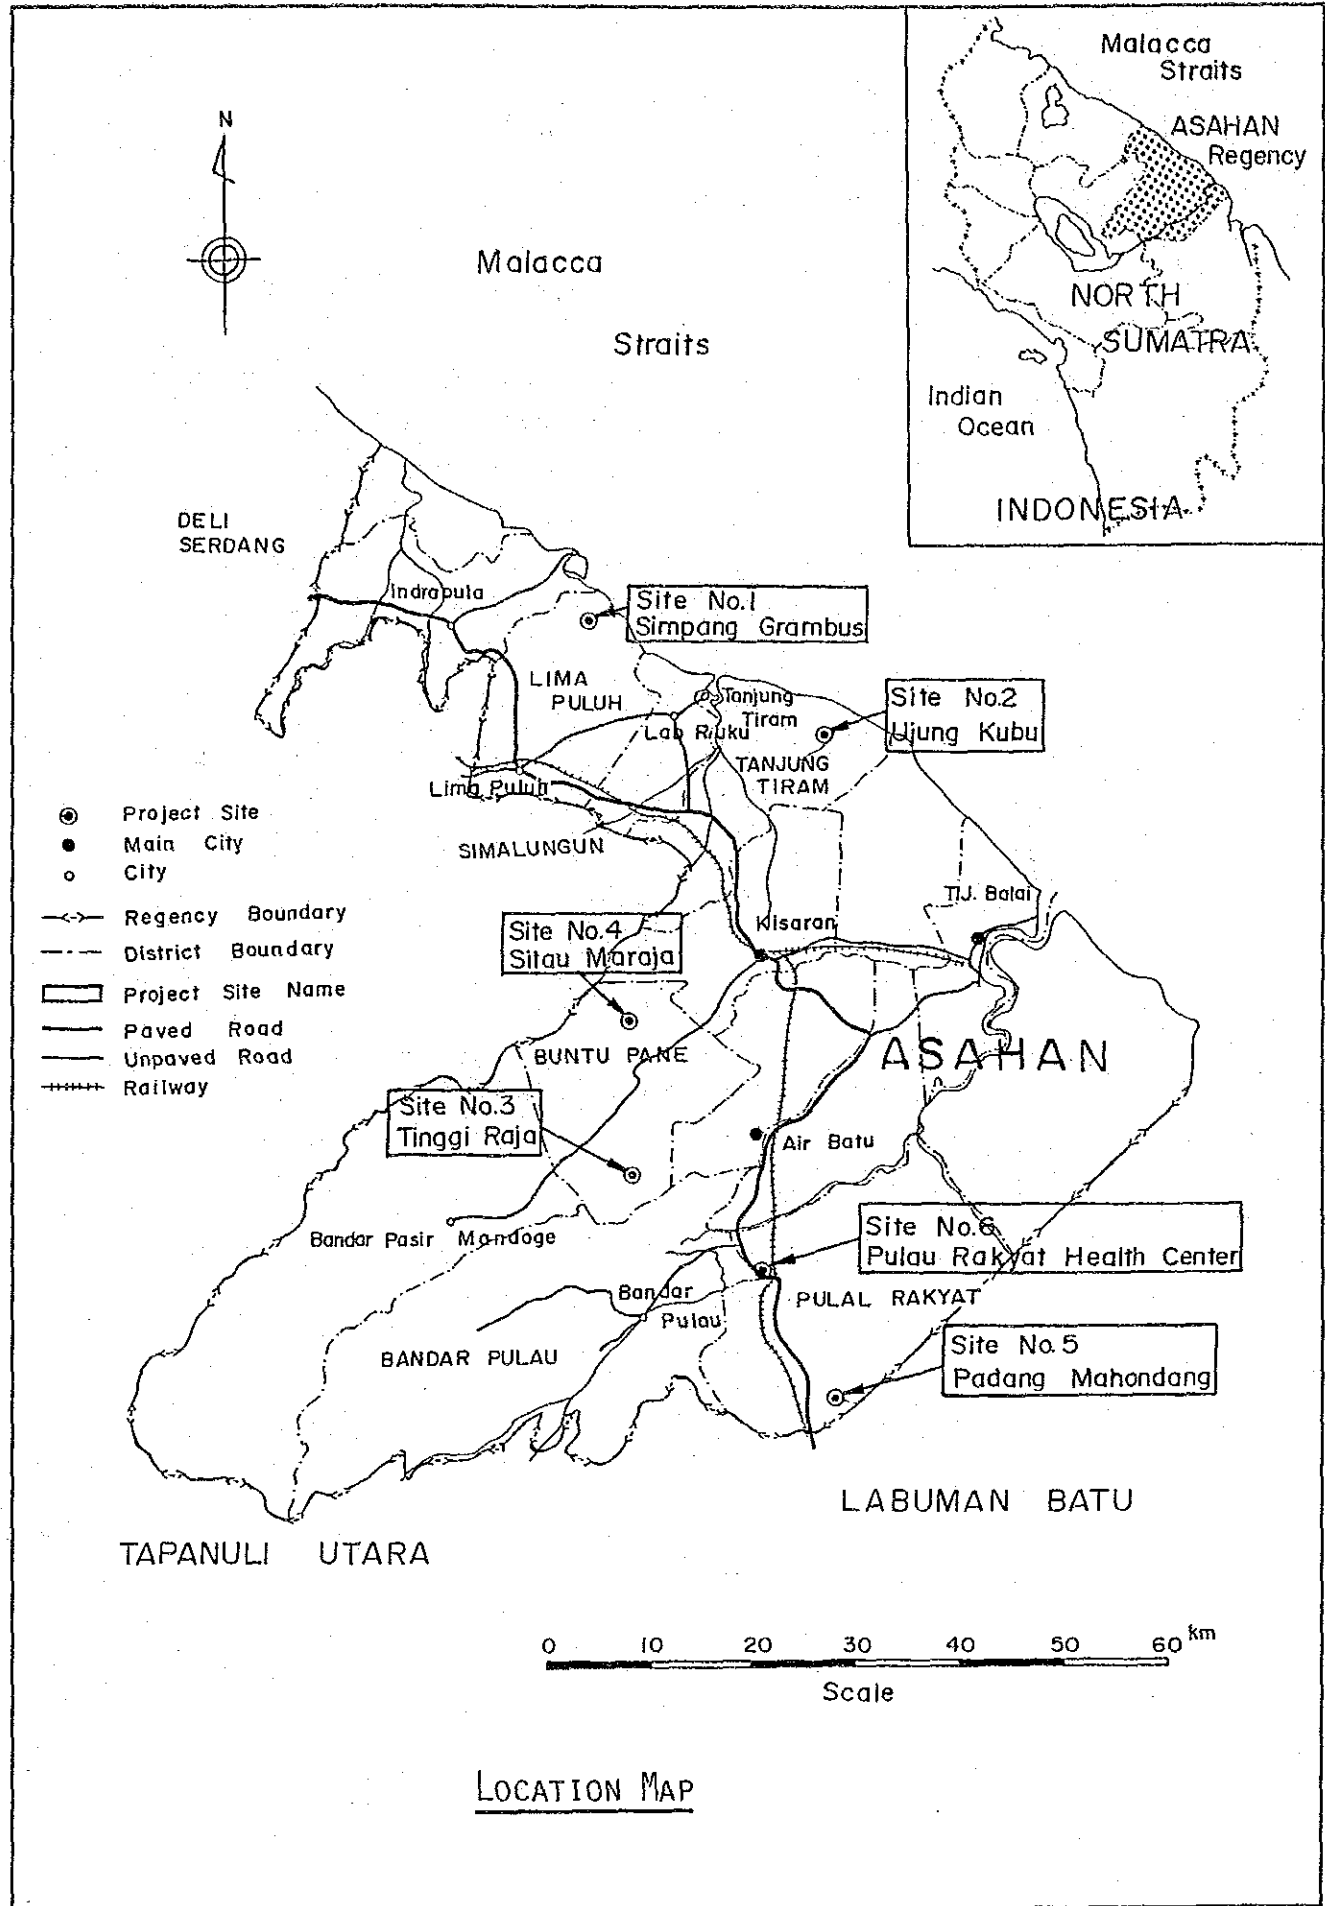 Malacca
Straits
ASAHAN
Regency
NORTH
SUMATRA
Indian
Ocean
INDONESIA
N
Malacca
Straits
DELI
SERDANG
Indrapula
Site No.1
Simpang Grambus
LIMA
PULUH
Tanjung
Tiram
Lab Ruku
Site No.2
Ujung Kubu
TANJUNG
TIRAM
Lima Puluh
SIMALUNGUN
Project Site
Main City
City
Regency Boundary
District Boundary
Project Site Name
Paved Road
Unpaved Road
Railway
T.J. Balai
Kisaran
Site No.4
Sitau Maraja
BUNTU PANE
ASAHAN
Site No.3
Tinggi Raja
Air Batu
Bandar Pasir Mandoge
Site No.6
Pulau Rakyat Health Center
Bandar
Pulau
PULAL RAKYAT
BANDAR PULAU
Site No.5
Padang Mahondang
LABUMAN BATU
TAPANULI UTARA
0 10 20 30 40 50 60 km
Scale
LOCATION MAP